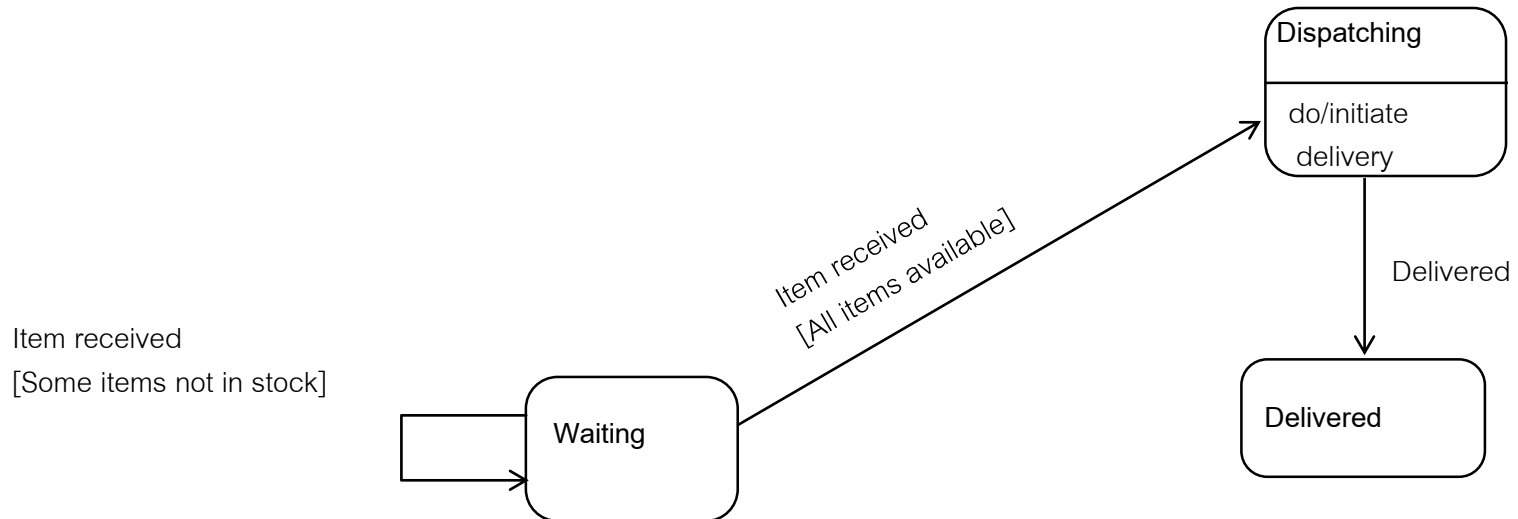 Dispatching
do/initiate
delivery
Item received
[All items available]
Delivered
Item received
[Some items not in stock]
Waiting
Delivered